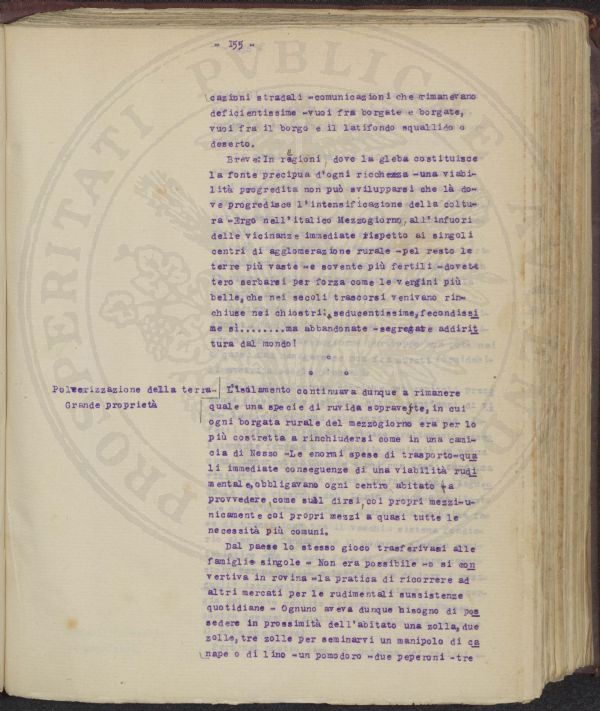 - 155 -
cazioni stradali -comunicazioni che rimanevano
deficientissime -vuoi fra borgate e borgate,
vuoi fra il borgo e il latifondo squallido o
deserto.
Breve: In regioni, dove la gleba costituisce
la fonte precipua d'ogni ricchezza -una viabi-
lità progredita non può svilupparsi che là do-
ve progredisce l'intensificazione della coltu-
ra -Ergo nell'italico Mezzogiorno, all'infuori
delle vicinanze immediate rispetto ai singoli
centri di agglomerazione rurale -pel resto le
terre più vaste -e sovente più fertili -dovet
tero serbarsi per forza come le vergini più
belle, che nei secoli trascorsi venivano rin-
chiuse nei chiostri: seducentissime, fecondissi
me sì........ma abbandonate -segregate addirit
tura dal mondo!
Polverizzazione della terra-
Grande proprietà
L'isolamento continuava dunque a rimanere
quale una specie di ruvida sopraveste, in cui
ogni borgata rurale del mezzogiorno era per lo
più costretta a rinchiudersi come in una cami-
cia di Nesso -Le enormi spese di trasporto-qua
li immediate conseguenze di una viabilità rudi
mentale, obbligavano ogni centro abitato a
provvedere, come suol dirsi, coi propri mezzi-u-
nicamente coi propri mezzi a quasi tutte le
necessità più comuni.
Dal paese lo stesso gioco trasferivasi alle
famiglie singole - Non era possibile -o si con
vertiva in rovina -la pratica di ricorrere ad
altri mercati per le rudimentali sussistenze
quotidiane - Ognuno aveva dunque bisogno di pos
sedere in prossimità dell'abitato una zolla, due
zolle, tre zolle per seminarvi un manipolo di ca
nape o di lino -un pomodoro -due peperoni -tre
PROSPERITATI PVBLICAE